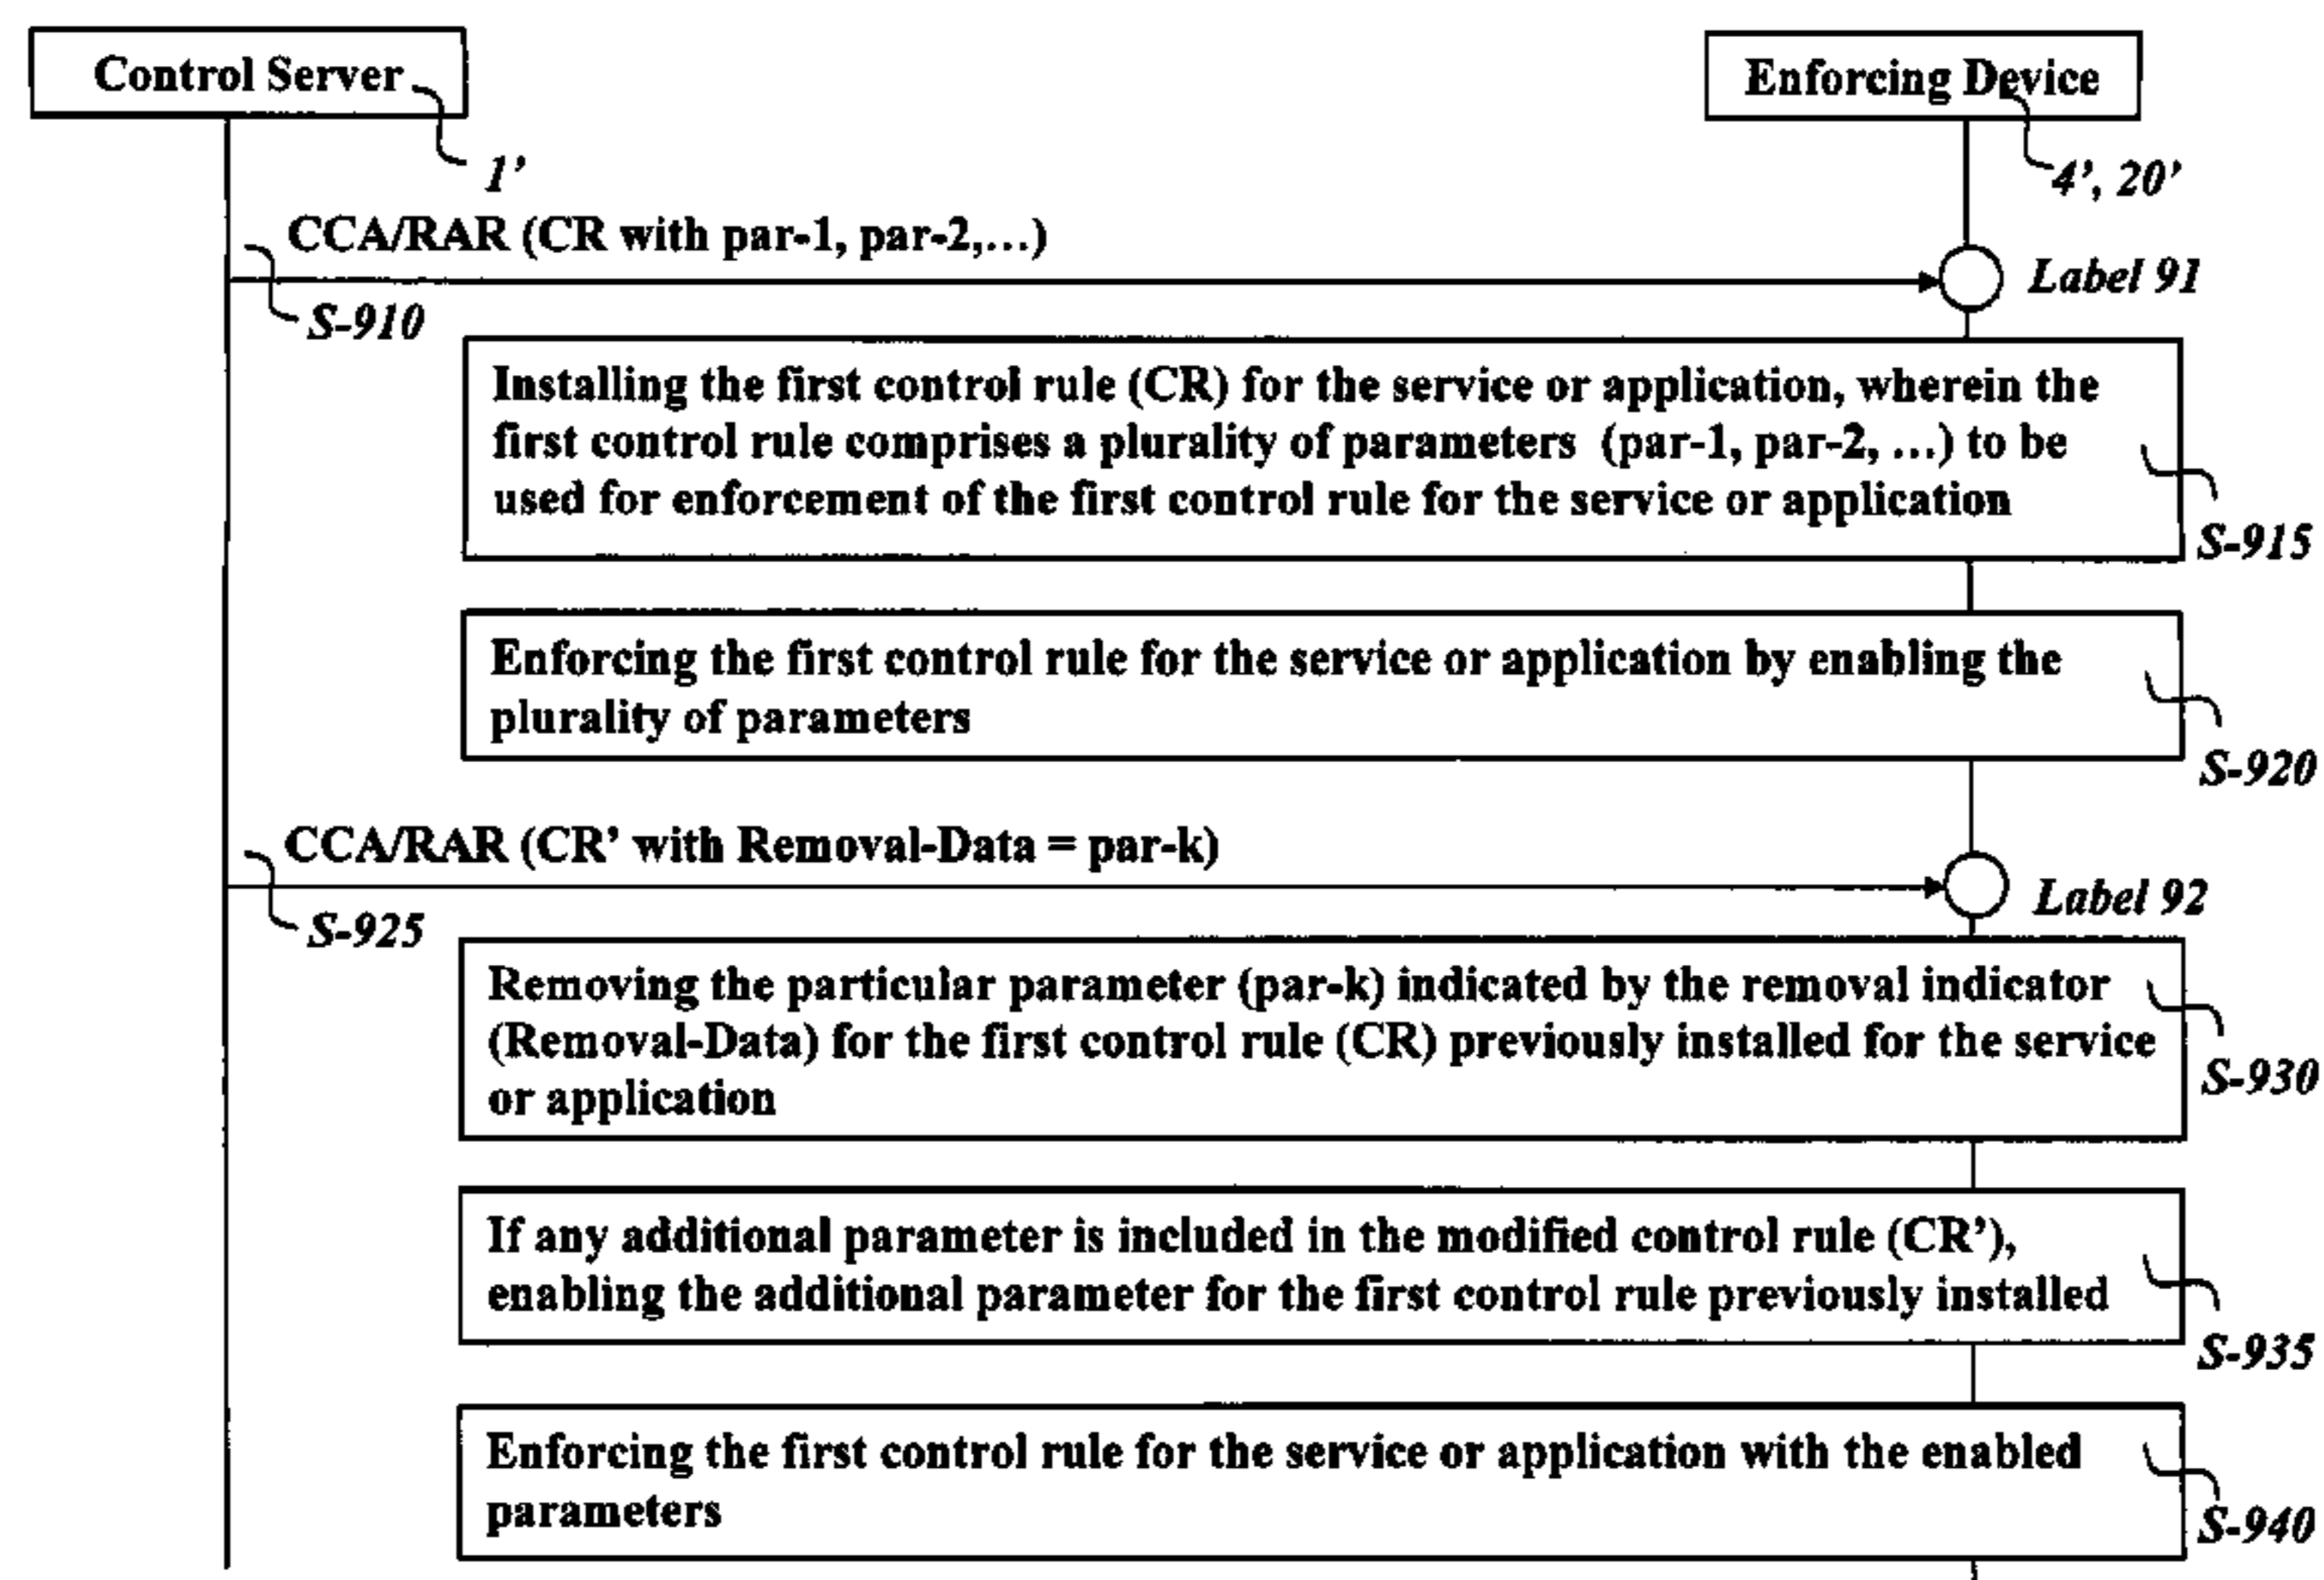 Control Server
Enforcing Device
1’
4’, 20’
CCA/RAR (CR with par-1, par-2,...)
Label 91
S-910
Installing the first control rule (CR) for the service or application, wherein the
first control rule comprises a plurality of parameters (par-1, par-2, ...) to be
used for enforcement of the first control rule for the service or application
S-915
Enforcing the first control rule for the service or application by enabling the
plurality of parameters
S-920
CCA/RAR (CR’ with Removal-Data = par-k)
Label 92
S-925
Removing the particular parameter (par-k) indicated by the removal indicator
(Removal-Data) for the first control rule (CR) previously installed for the service
or application
S-930
If any additional parameter is included in the modified control rule (CR’),
enabling the additional parameter for the first control rule previously installed
S-935
Enforcing the first control rule for the service or application with the enabled
parameters
S-940